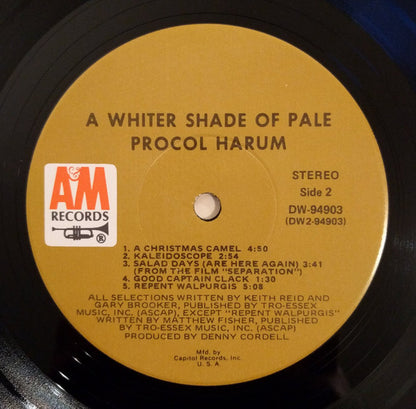 A WHITER SHADE OF PALE
PROCOL HARUM
A&M
RECORDS
®
STEREO
Side 2
DW-94903
(DW2-94903)
1. A CHRISTMAS CAMEL 4:50
2. KALEIDOSCOPE 2:54
3. SALAD DAYS (ARE HERE AGAIN) 3:41
(FROM THE FILM "SEPARATION")
4. GOOD CAPTAIN CLACK 1:30
5. REPENT WALPURGIS 5:08
ALL SELECTIONS WRITTEN BY KEITH REID AND
GARY BROOKER, PUBLISHED BY TRO-ESSEX
MUSIC, INC. (ASCAP), EXCEPT "REPENT WALPURGIS"
WRITTEN BY MATTHEW FISHER, PUBLISHED
BY TRO-ESSEX MUSIC, INC. (ASCAP)
PRODUCED BY DENNY CORDELL
Mfd. by
Capitol Records, Inc.
U. S. A